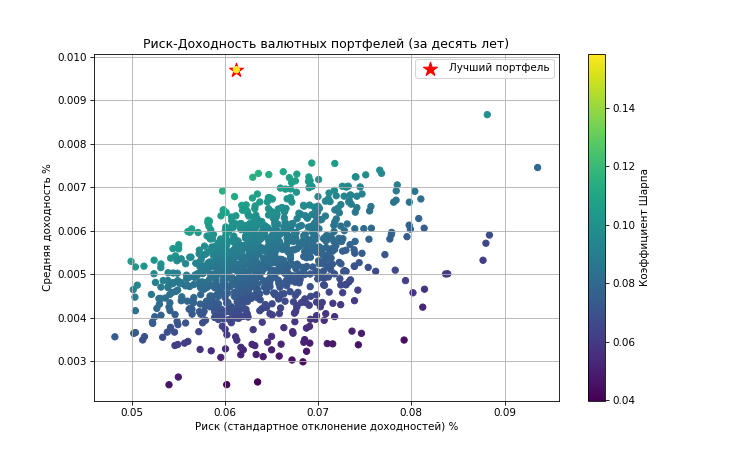 Риск-Доходность валютных портфелей (за десять лет)
Лучший портфель
0.010
0.009
0.008
0.007
0.006
0.005
0.004
0.003
Средняя доходность %
0.05 0.06 0.07 0.08 0.09
Риск (стандартное отклонение доходностей) %
0.14
0.12
0.10
0.08
0.06
0.04
Коэффициент Шарпа